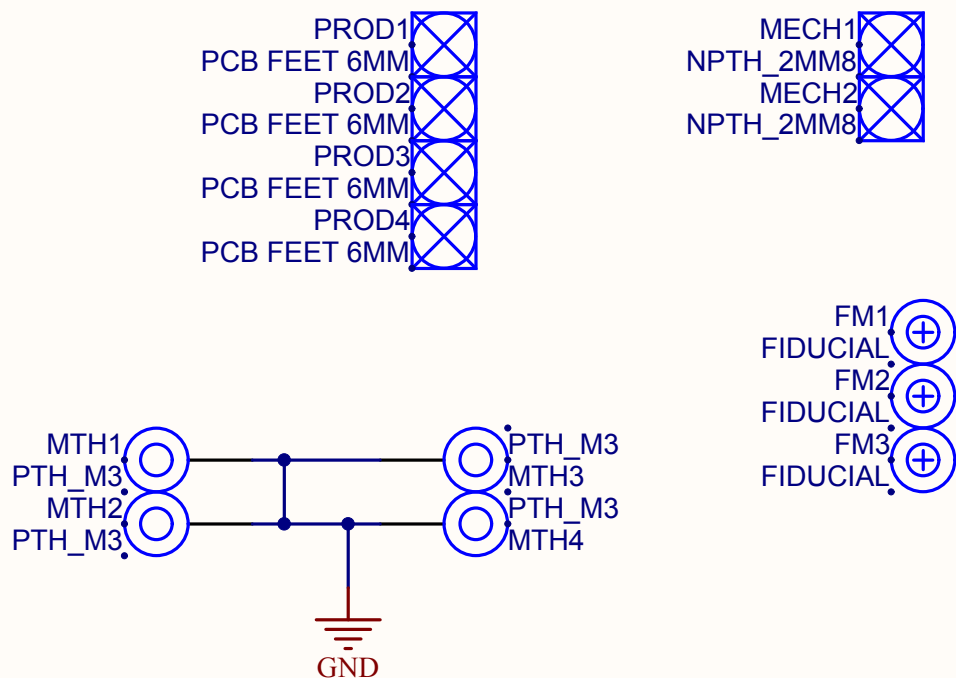 PROD1
PCB FEET 6MM
PROD2
PCB FEET 6MM
PROD3
PCB FEET 6MM
PROD4
PCB FEET 6MM
MECH1
NPTH_2MM8
MECH2
NPTH_2MM8
FM1
FIDUCIAL
FM2
FIDUCIAL
FM3
FIDUCIAL
MTH1
PTH_M3
MTH2
PTH_M3
PTH_M3
MTH3
PTH_M3
MTH4
GND